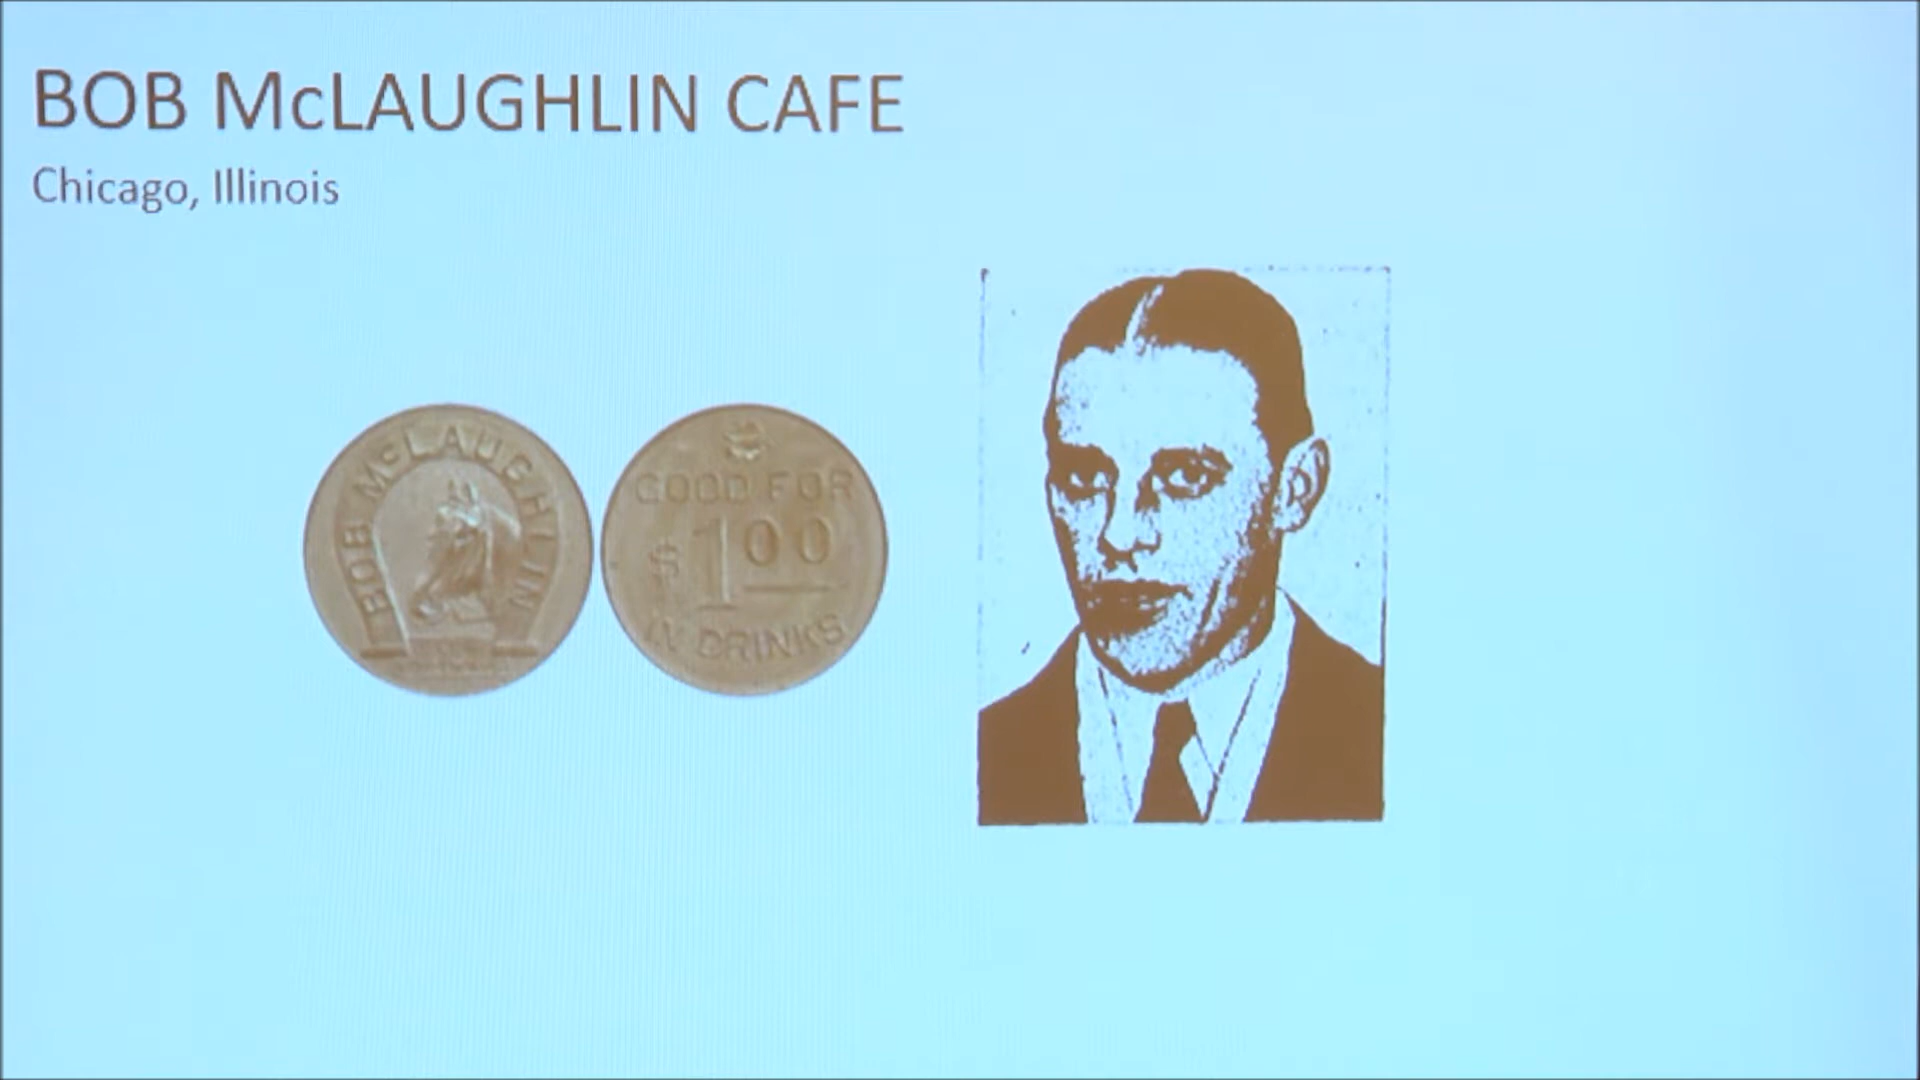 BOB McLAUGHLIN CAFE
Chicago, Illinois
BOB McLAUGHLIN
GOOD FOR
$1 00
IN DRINKS